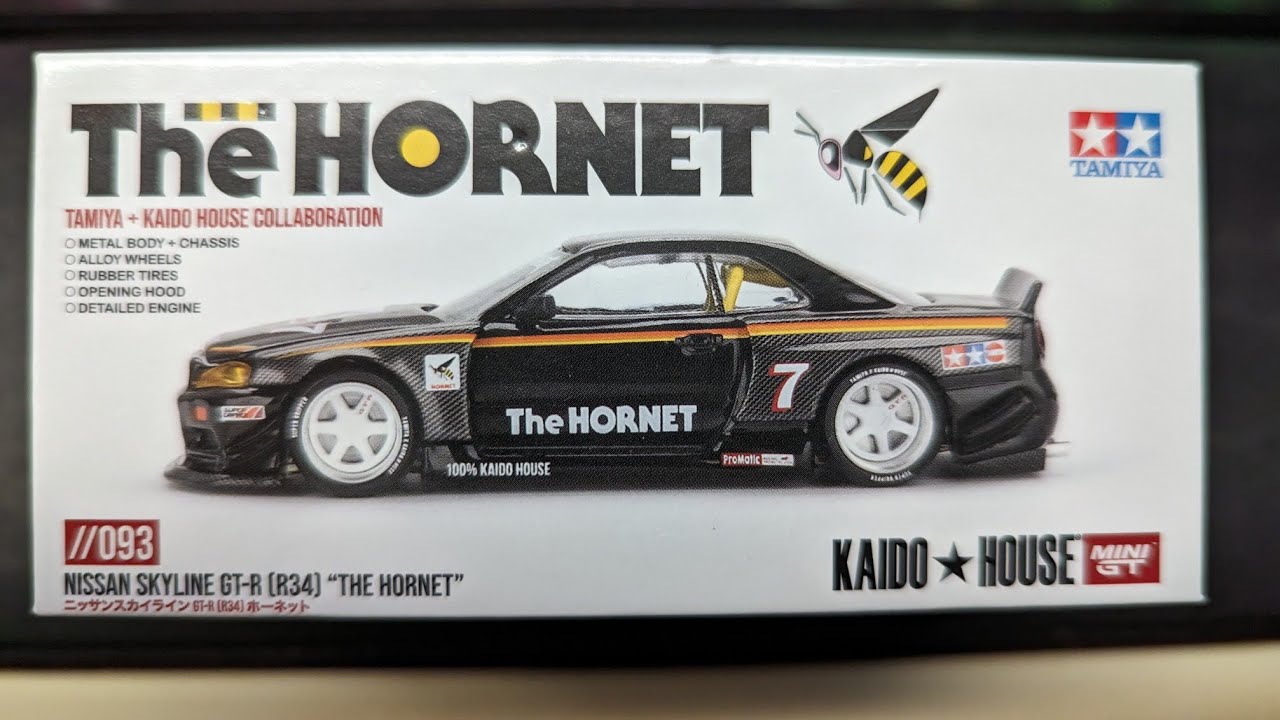 The HORNET
TAMIYA
TAMIYA + KAIDO HOUSE COLLABORATION
METAL BODY + CHASSIS
ALLOY WHEELS
RUBBER TIRES
OPENING HOOD
DETAILED ENGINE
HORNET
7
The HORNET
ProMatic
100% KAIDO HOUSE
//093
NISSAN SKYLINE GT-R (R34) “THE HORNET”
ニッサンスカイライン GT-R (R34) ホーネット
KAIDO★HOUSE
MINI GT